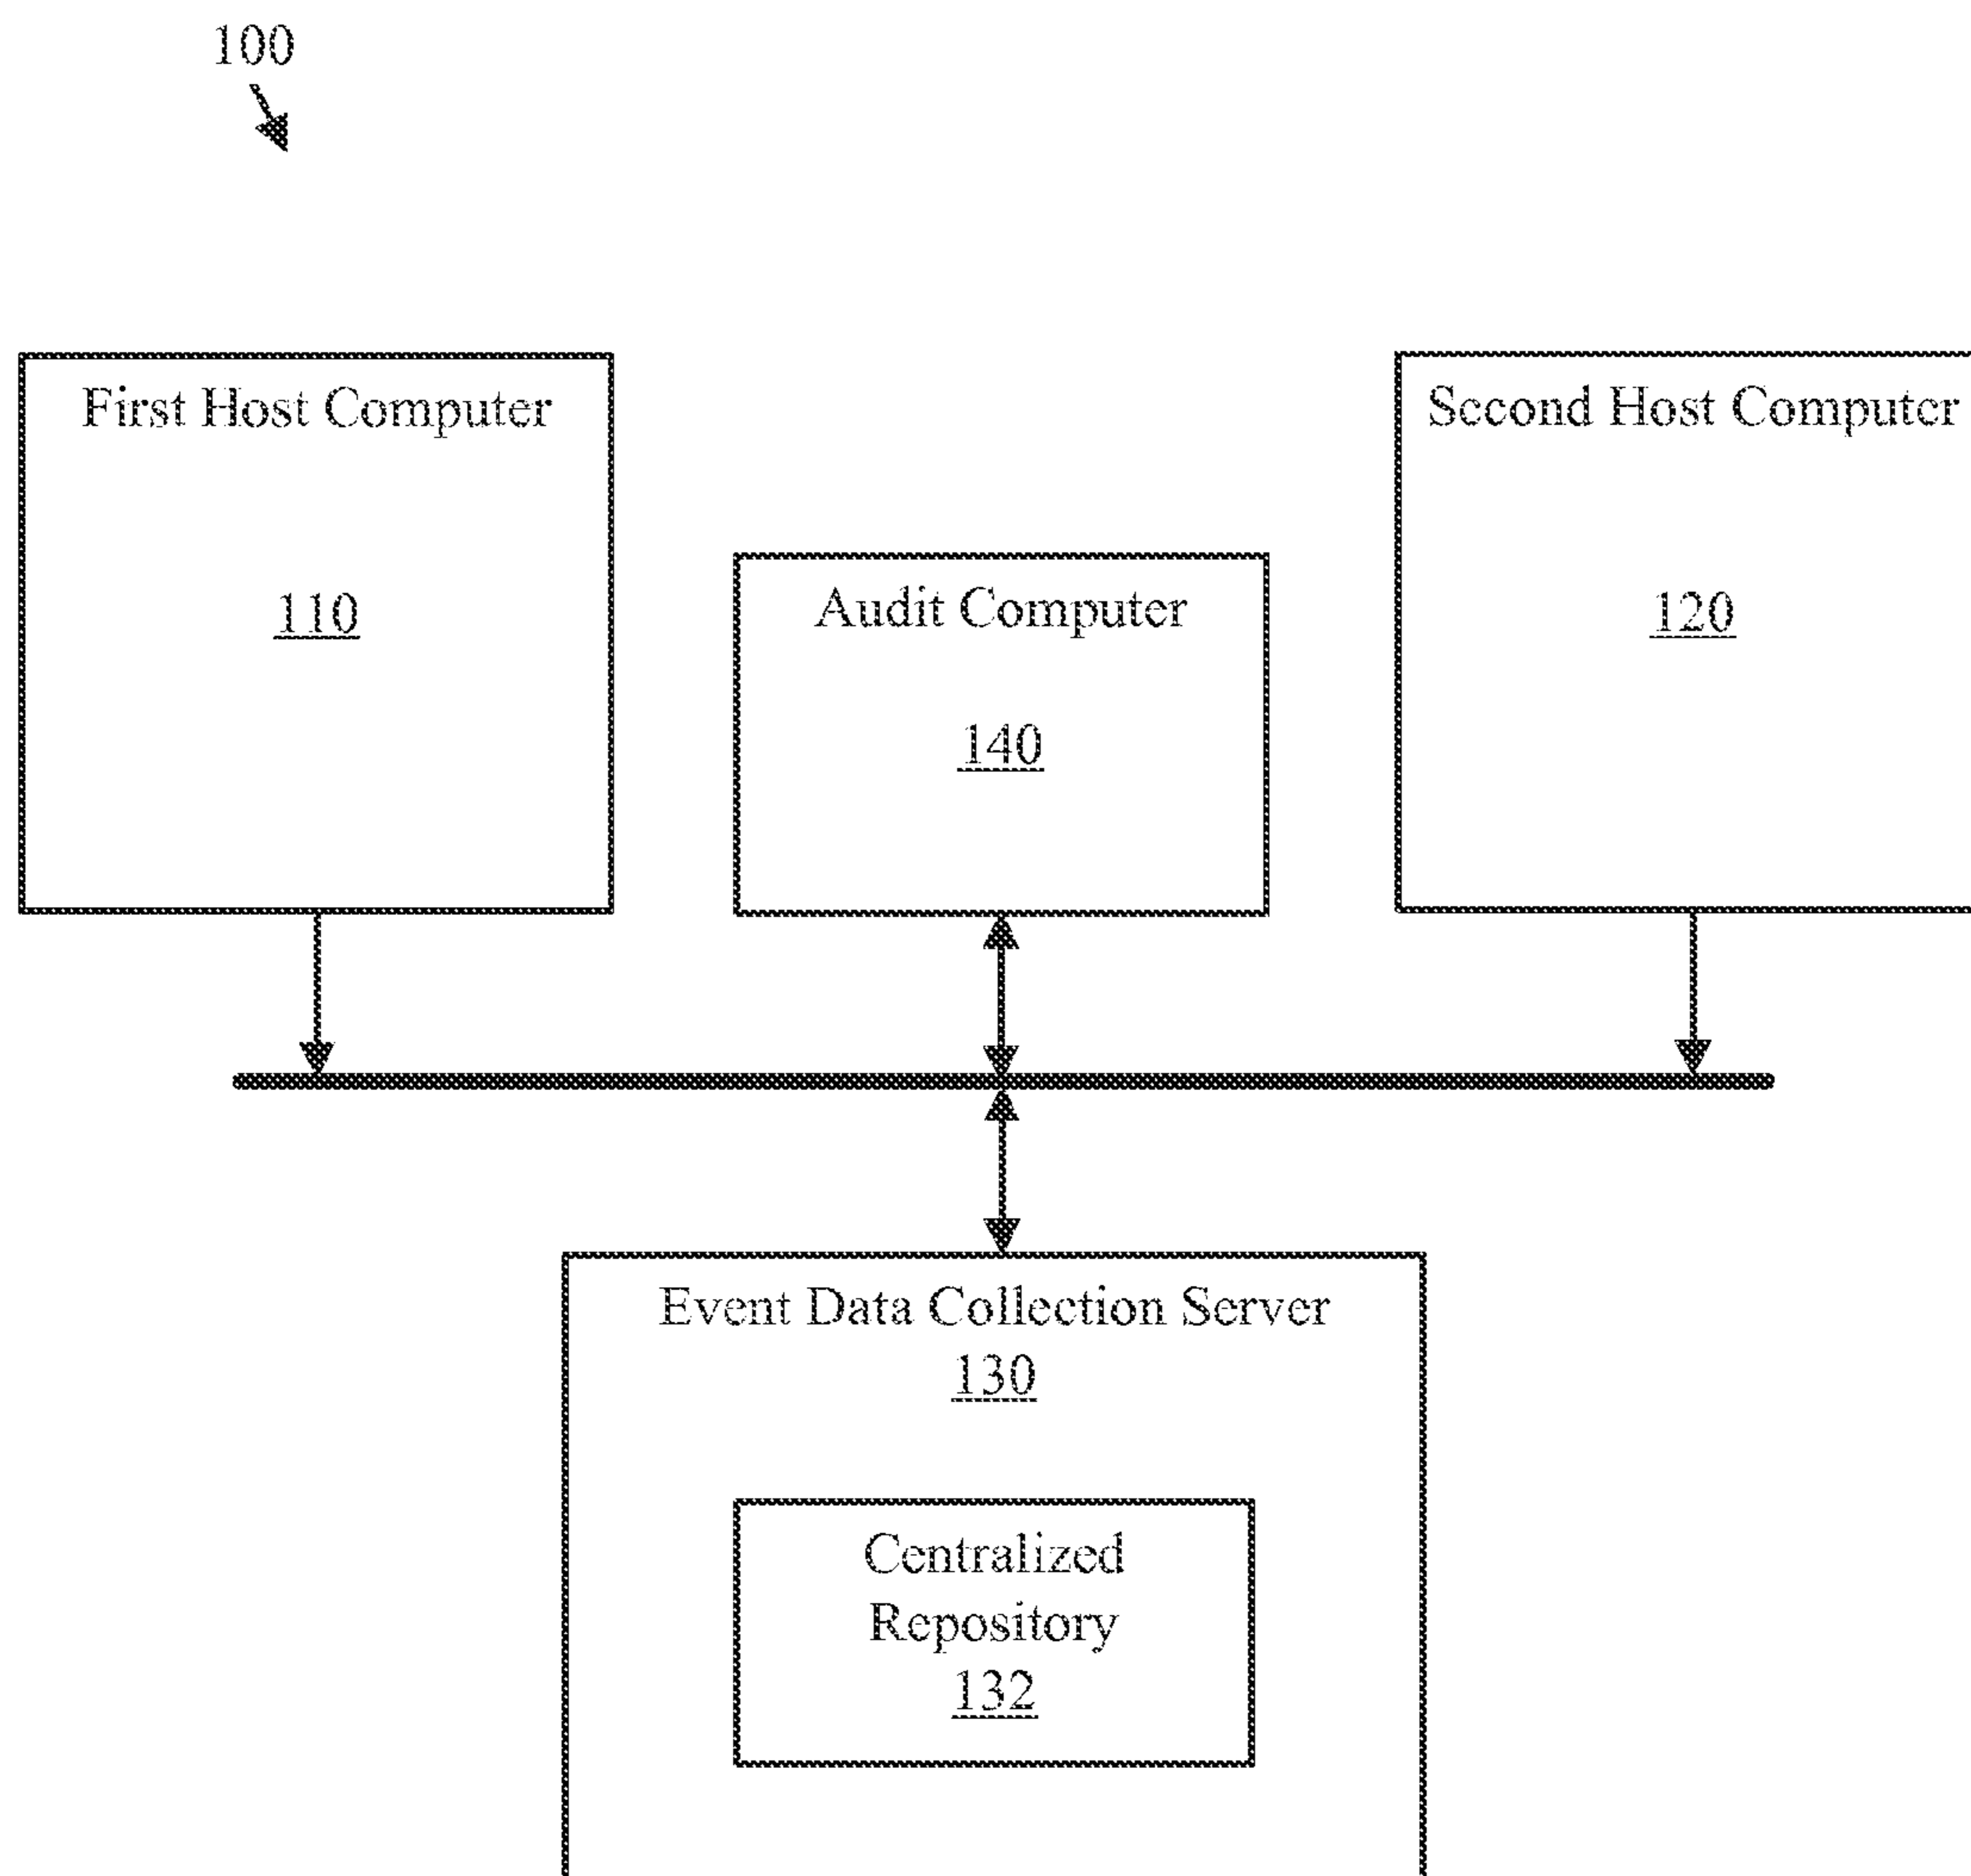 100
First Host Computer
110
Second Host Computer
120
Audit Computer
140
Event Data Collection Server
130
Centralized
Repository
132